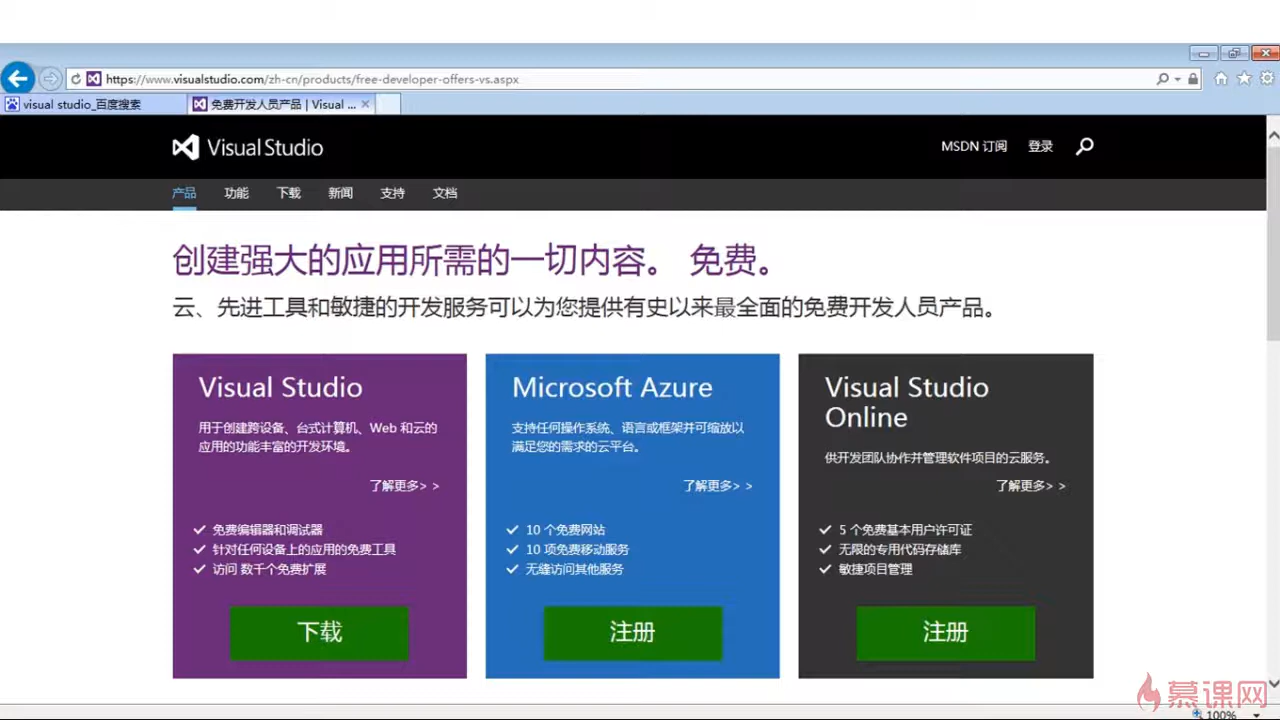 https://www.visualstudio.com/zh-cn/products/free-developer-offers-vs.aspx
visual studio_百度搜索
免费开发人员产品 | Visual ...
Visual Studio
MSDN 订阅
登录
产品
功能
下载
新闻
支持
文档
创建强大的应用所需的一切内容。 免费。
云、先进工具和敏捷的开发服务可以为您提供有史以来最全面的免费开发人员产品。
Visual Studio
用于创建跨设备、台式计算机、Web 和云的
应用的功能丰富的开发环境。
了解更多> >
免费编辑器和调试器
针对任何设备上的应用的免费工具
访问 数千个免费扩展
下载
Microsoft Azure
支持任何操作系统、语言或框架并可缩放以
满足您的需求的云平台。
了解更多> >
10 个免费网站
10 项免费移动服务
无缝访问其他服务
注册
Visual Studio
Online
供开发团队协作并管理软件项目的云服务。
了解更多> >
5 个免费基本用户许可证
无限的专用代码存储库
敏捷项目管理
注册
慕课网
100%